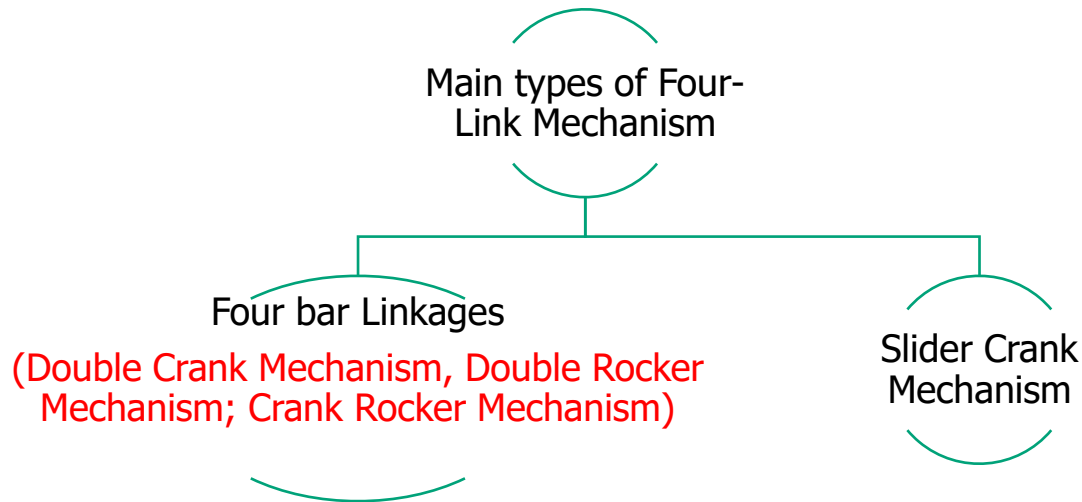 Main types of Four-
Link Mechanism
Four bar Linkages
(Double Crank Mechanism, Double Rocker
Mechanism; Crank Rocker Mechanism)
Slider Crank
Mechanism